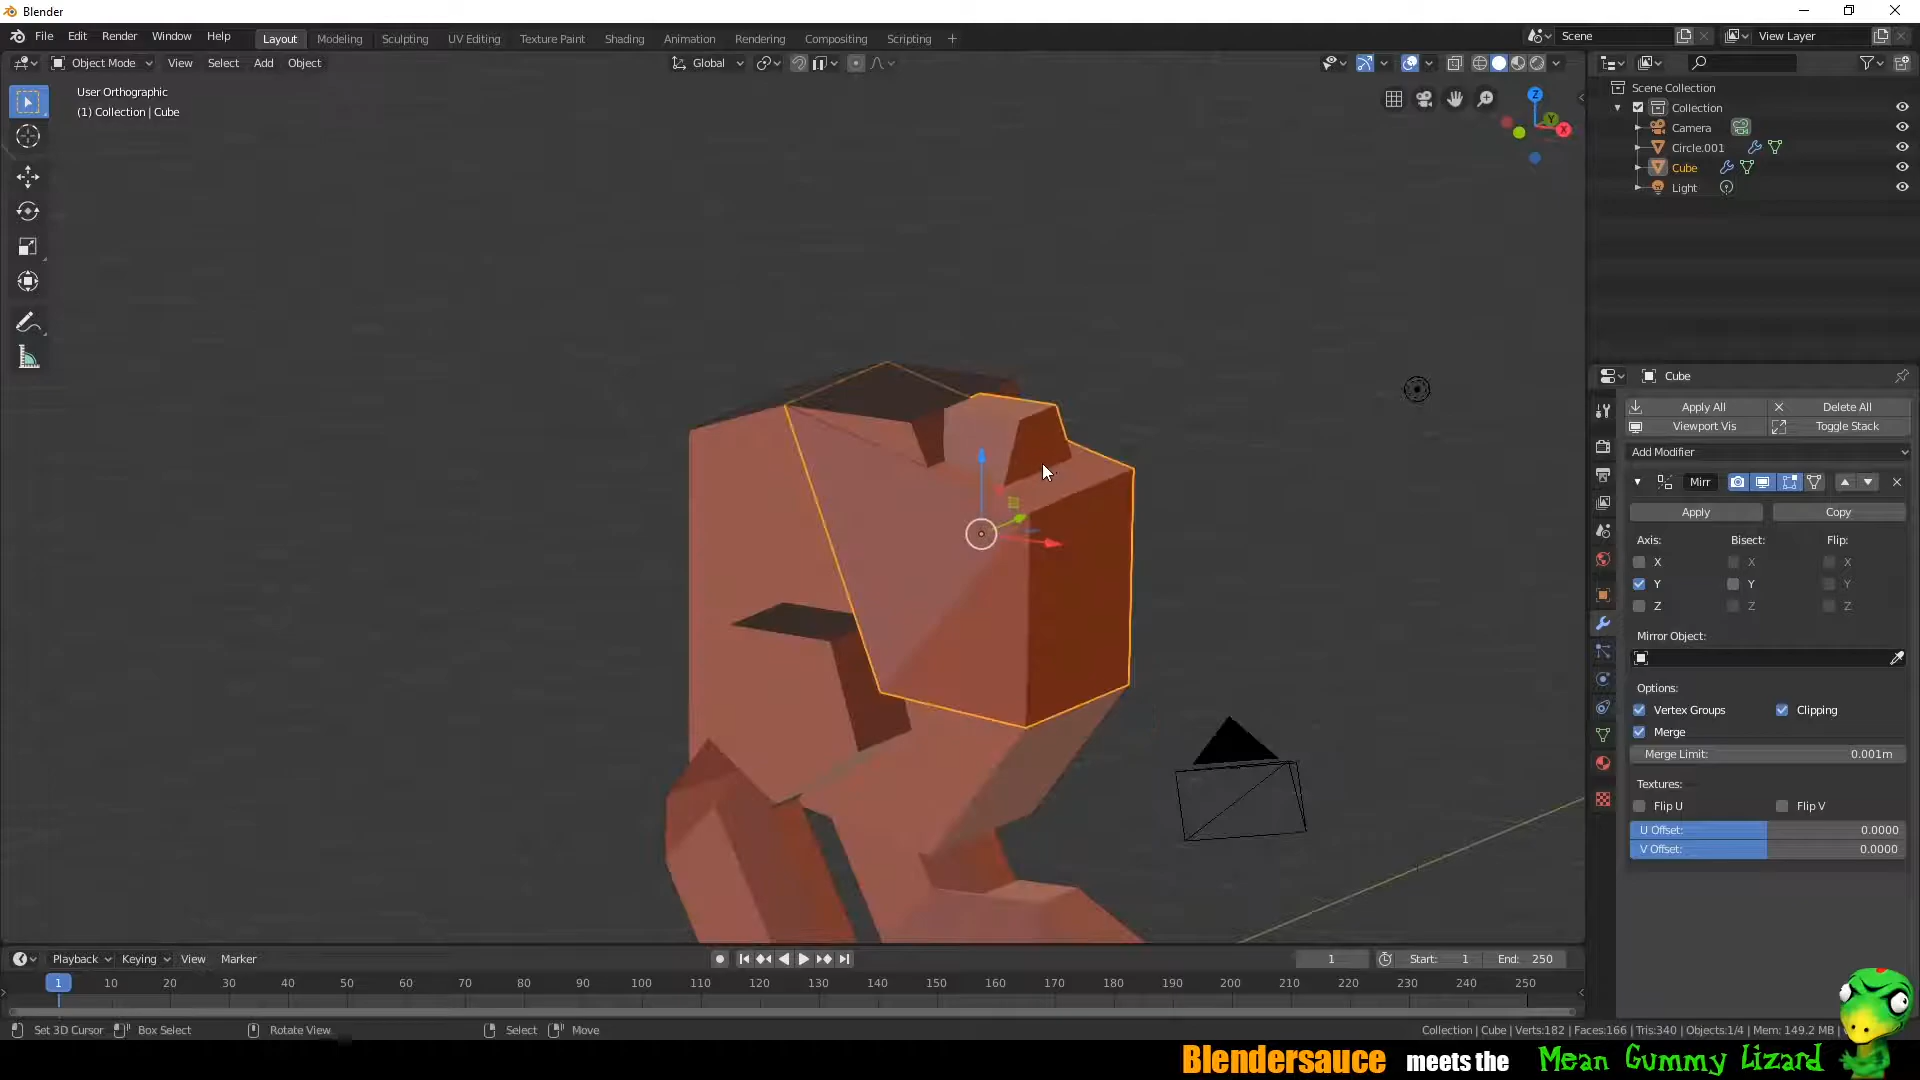 Blender
File Edit Render Window Help
Layout Modeling Sculpting UV Editing Texture Paint Shading Animation Rendering Compositing Scripting +
Scene
View Layer
Object Mode View Select Add Object
Global
User Orthographic
(1) Collection | Cube
Z
Y
X
Scene Collection
Collection
Camera
Circle.001
Cube
Light
Cube
Apply All
Delete All
Viewport Vis
Toggle Stack
Add Modifier
Mirr
Apply
Copy
Axis: Bisect: Flip:
X X X
Y Y Y
Z Z Z
Mirror Object:
Options:
Vertex Groups
Clipping
Merge
Merge Limit: 0.001m
Textures:
Flip U
Flip V
U Offset: 0.0000
V Offset: 0.0000
Playback Keying View Marker
1
Start: 1
End: 250
1 10 20 30 40 50 60 70 80 90 100 110 120 130 140 150 160 170 180 190 200 210 220 230 240 250
Set 3D Cursor Box Select Rotate View Select Move
Collection | Cube | Verts:182 | Faces:166 | Tris:340 | Objects:1/4 | Mem: 149.2 MB |
Blendersauce meets the Mean Gummy Lizard